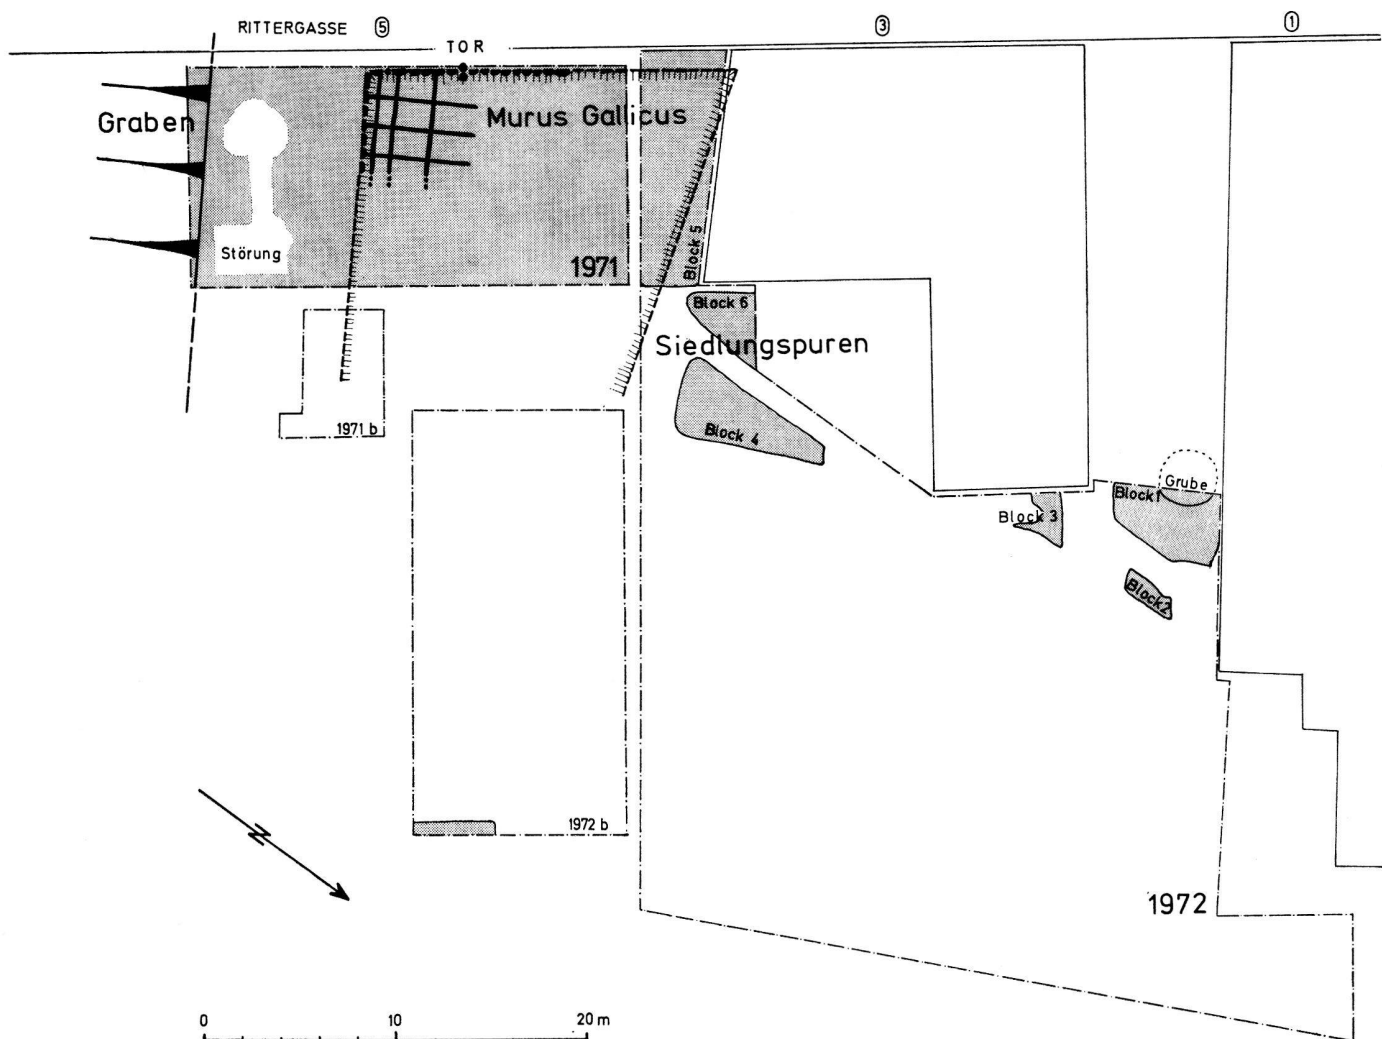 RITTERGASSE 5 3 1
TOR
Graben
Murus Gallicus
Störung
1971
Block 5
Block 6
Siedlungspuren
1971 b
Block 4
Grube
Block 1
Block 3
Block 2
1972 b
N
1972
0 10 20 m